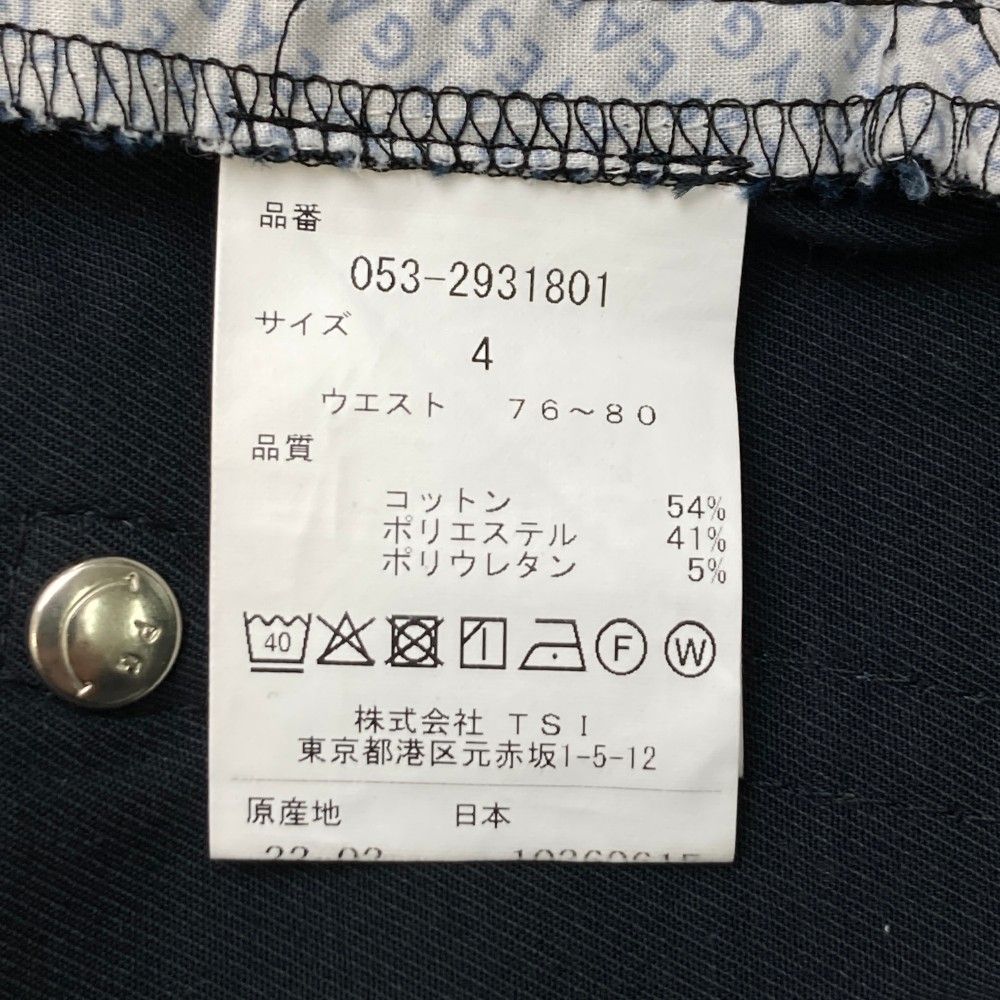 品番
053-2931801
サイズ
4
ウエスト 76～80
品質
コットン 54%
ポリエステル 41%
ポリウレタン 5%
40 F W
株式会社 TSI
東京都港区元赤坂1-5-12
原産地 日本
P G